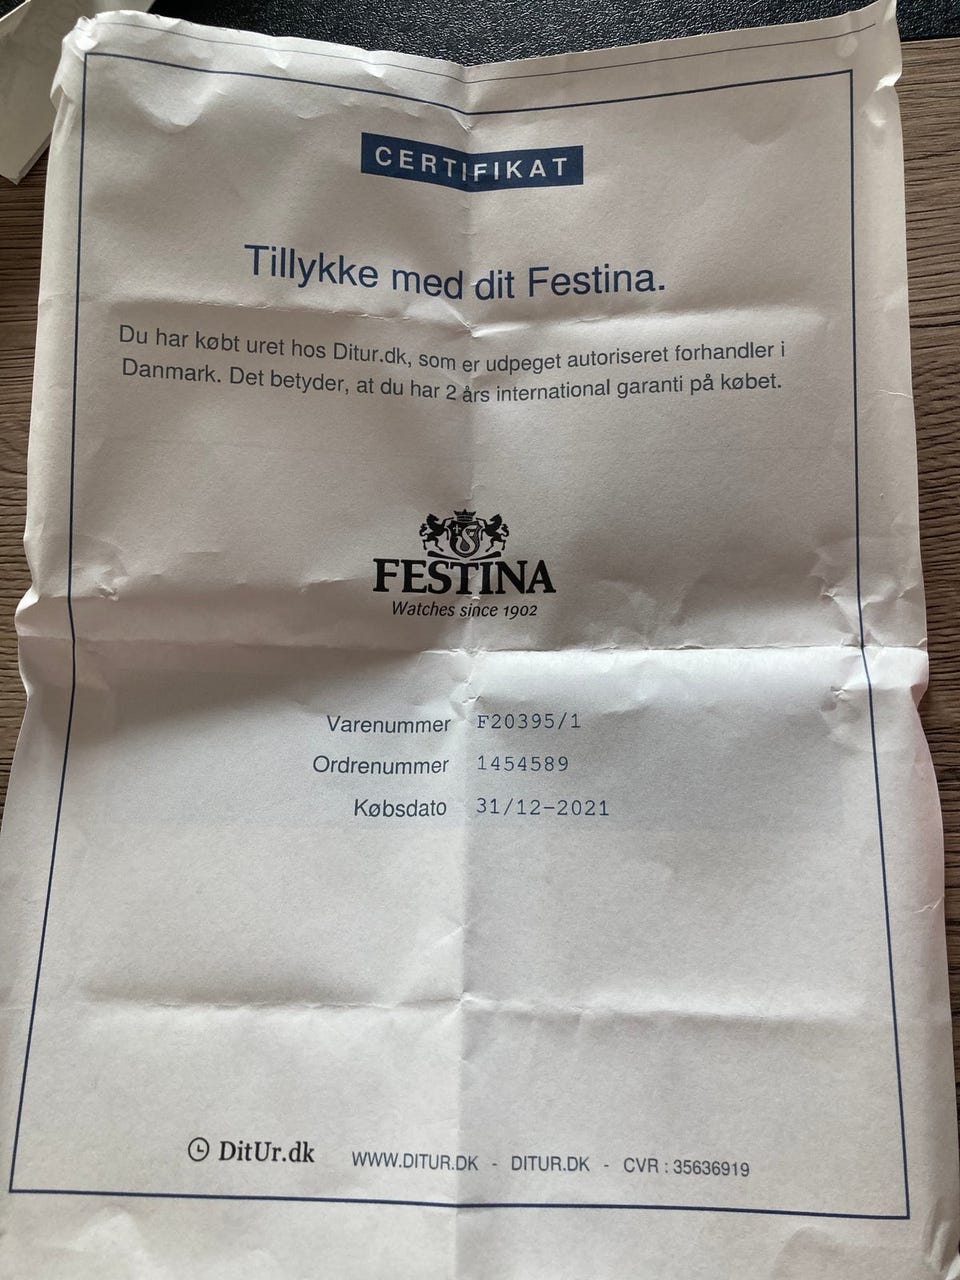 CERTIFIKAT
Tillykke med dit Festina.
Du har købt uret hos Ditur.dk, som er udpeget autoriseret forhandler i
Danmark. Det betyder, at du har 2 års international garanti på købet.
FESTINA
Watches since 1902
Varenummer F20395/1
Ordrenummer 1454589
Købsdato 31/12-2021
DitUr.dk WWW.DITUR.DK - DITUR.DK - CVR : 35636919